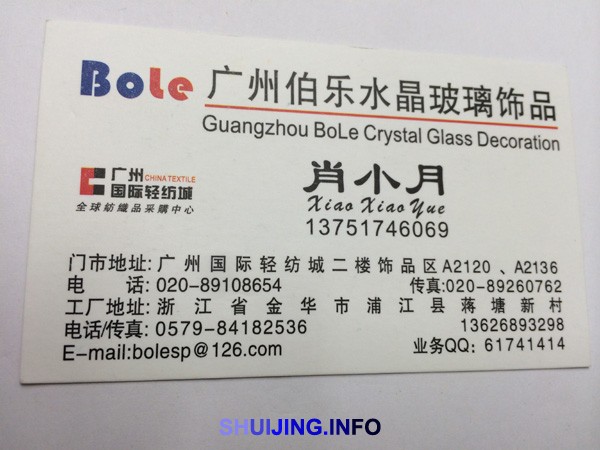 BoLe 广州伯乐水晶玻璃饰品
Guangzhou BoLe Crystal Glass Decoration
广州 CHINA TEXTILE
国际轻纺城
全球紡織品采購中心
肖小月
Xiao Xiao Yue
13751746069
门市地址: 广州国际轻纺城二楼饰品区A2120 、A2136
电 话: 020-89108654 传真:020-89260762
工厂地址: 浙江省金华市浦江县蒋塘新村
电话/传真: 0579-84182536 13626893298
E-mail:bolesp@126.com 业务QQ: 61741414
SHUIJING.INFO